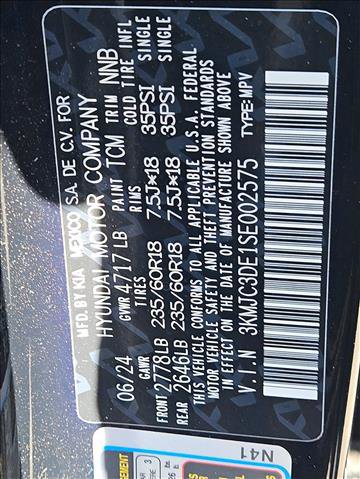 MFD. BY KIA MEXICO S.A. DE C.V. FOR
HYUNDAI MOTOR COMPANY
06/24 GVWR 4717 LB PAINT TCM TRIM NNB
GAWR TIRES RIMS COLD TIRE INFL
FRONT 2778LB 235/60R18 7.5J×18 35PSI SINGLE
REAR 2646LB 235/60R18 7.5J×18 35PSI SINGLE
THIS VEHICLE CONFORMS TO ALL APPLICABLE U.S.A. FEDERAL
MOTOR VEHICLE SAFETY AND THEFT PREVENTION STANDARDS
IN EFFECT ON THE DATE OF MANUFACTURE SHOWN ABOVE
V.I.N 3KMJC3DE1SE002575 TYPE:MPV
N41